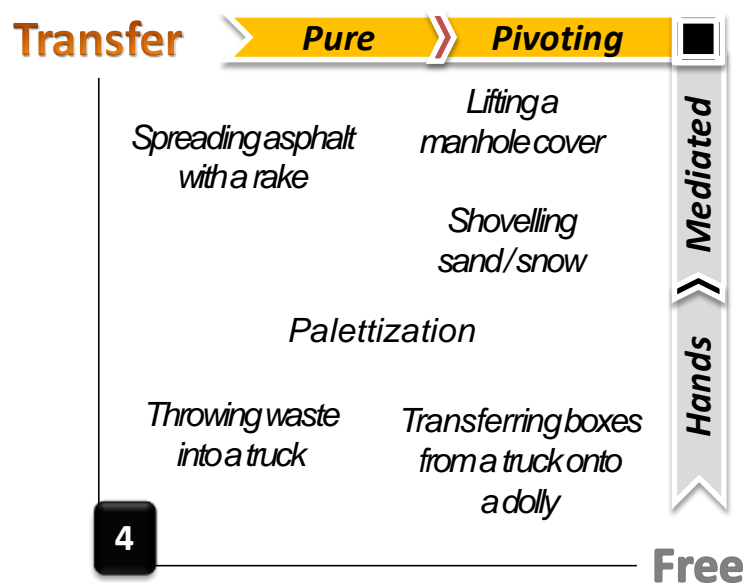 Transfer
Pure
Pivoting
Lifting a
manhole cover
Spreading asphalt
with a rake
Mediated
Shovelling
sand/snow
Palettization
Hands
Throwing waste
into a truck
Transferring boxes
from a truck onto
a dolly
4
Free